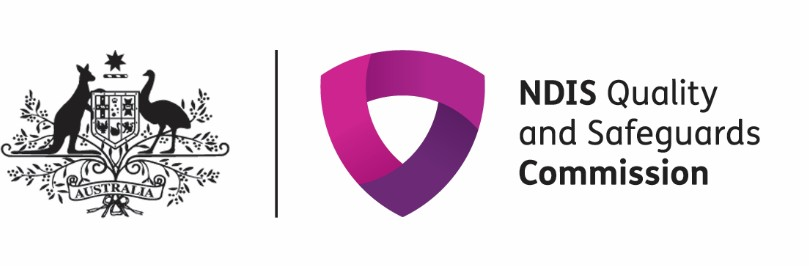 AUSTRALIA
NDIS Quality
and Safeguards
Commission